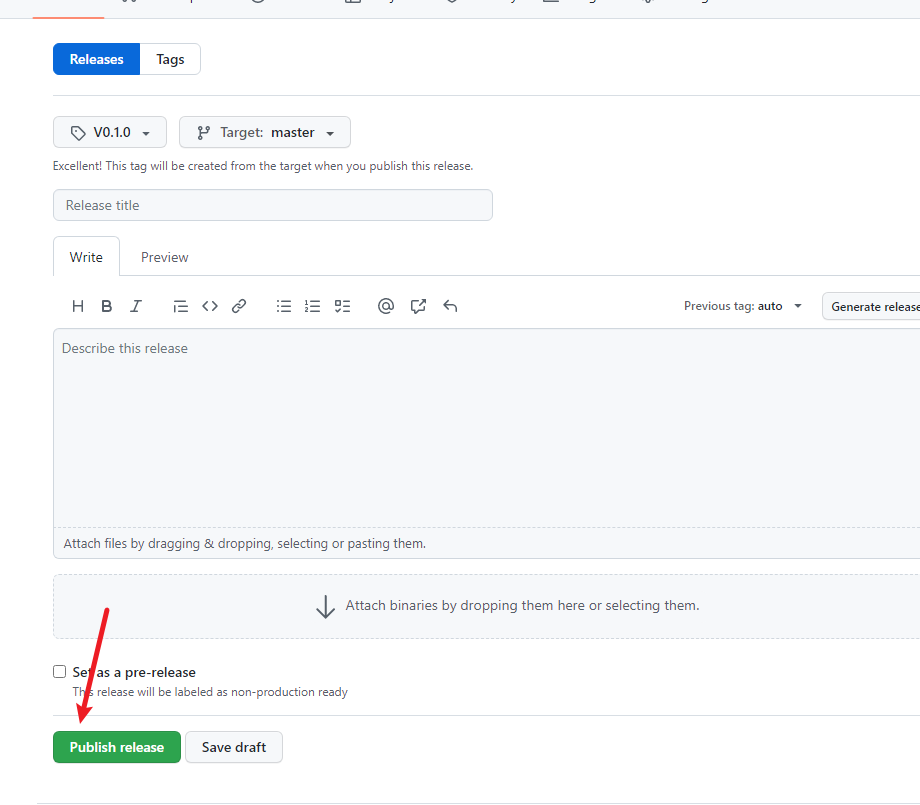 Releases Tags
V0.1.0 Target: master
Excellent! This tag will be created from the target when you publish this release.
Release title
Write Preview
H B I Previous tag: auto Generate release
Describe this release
Attach files by dragging & dropping, selecting or pasting them.
Attach binaries by dropping them here or selecting them.
Set as a pre-release
This release will be labeled as non-production ready
Publish release Save draft